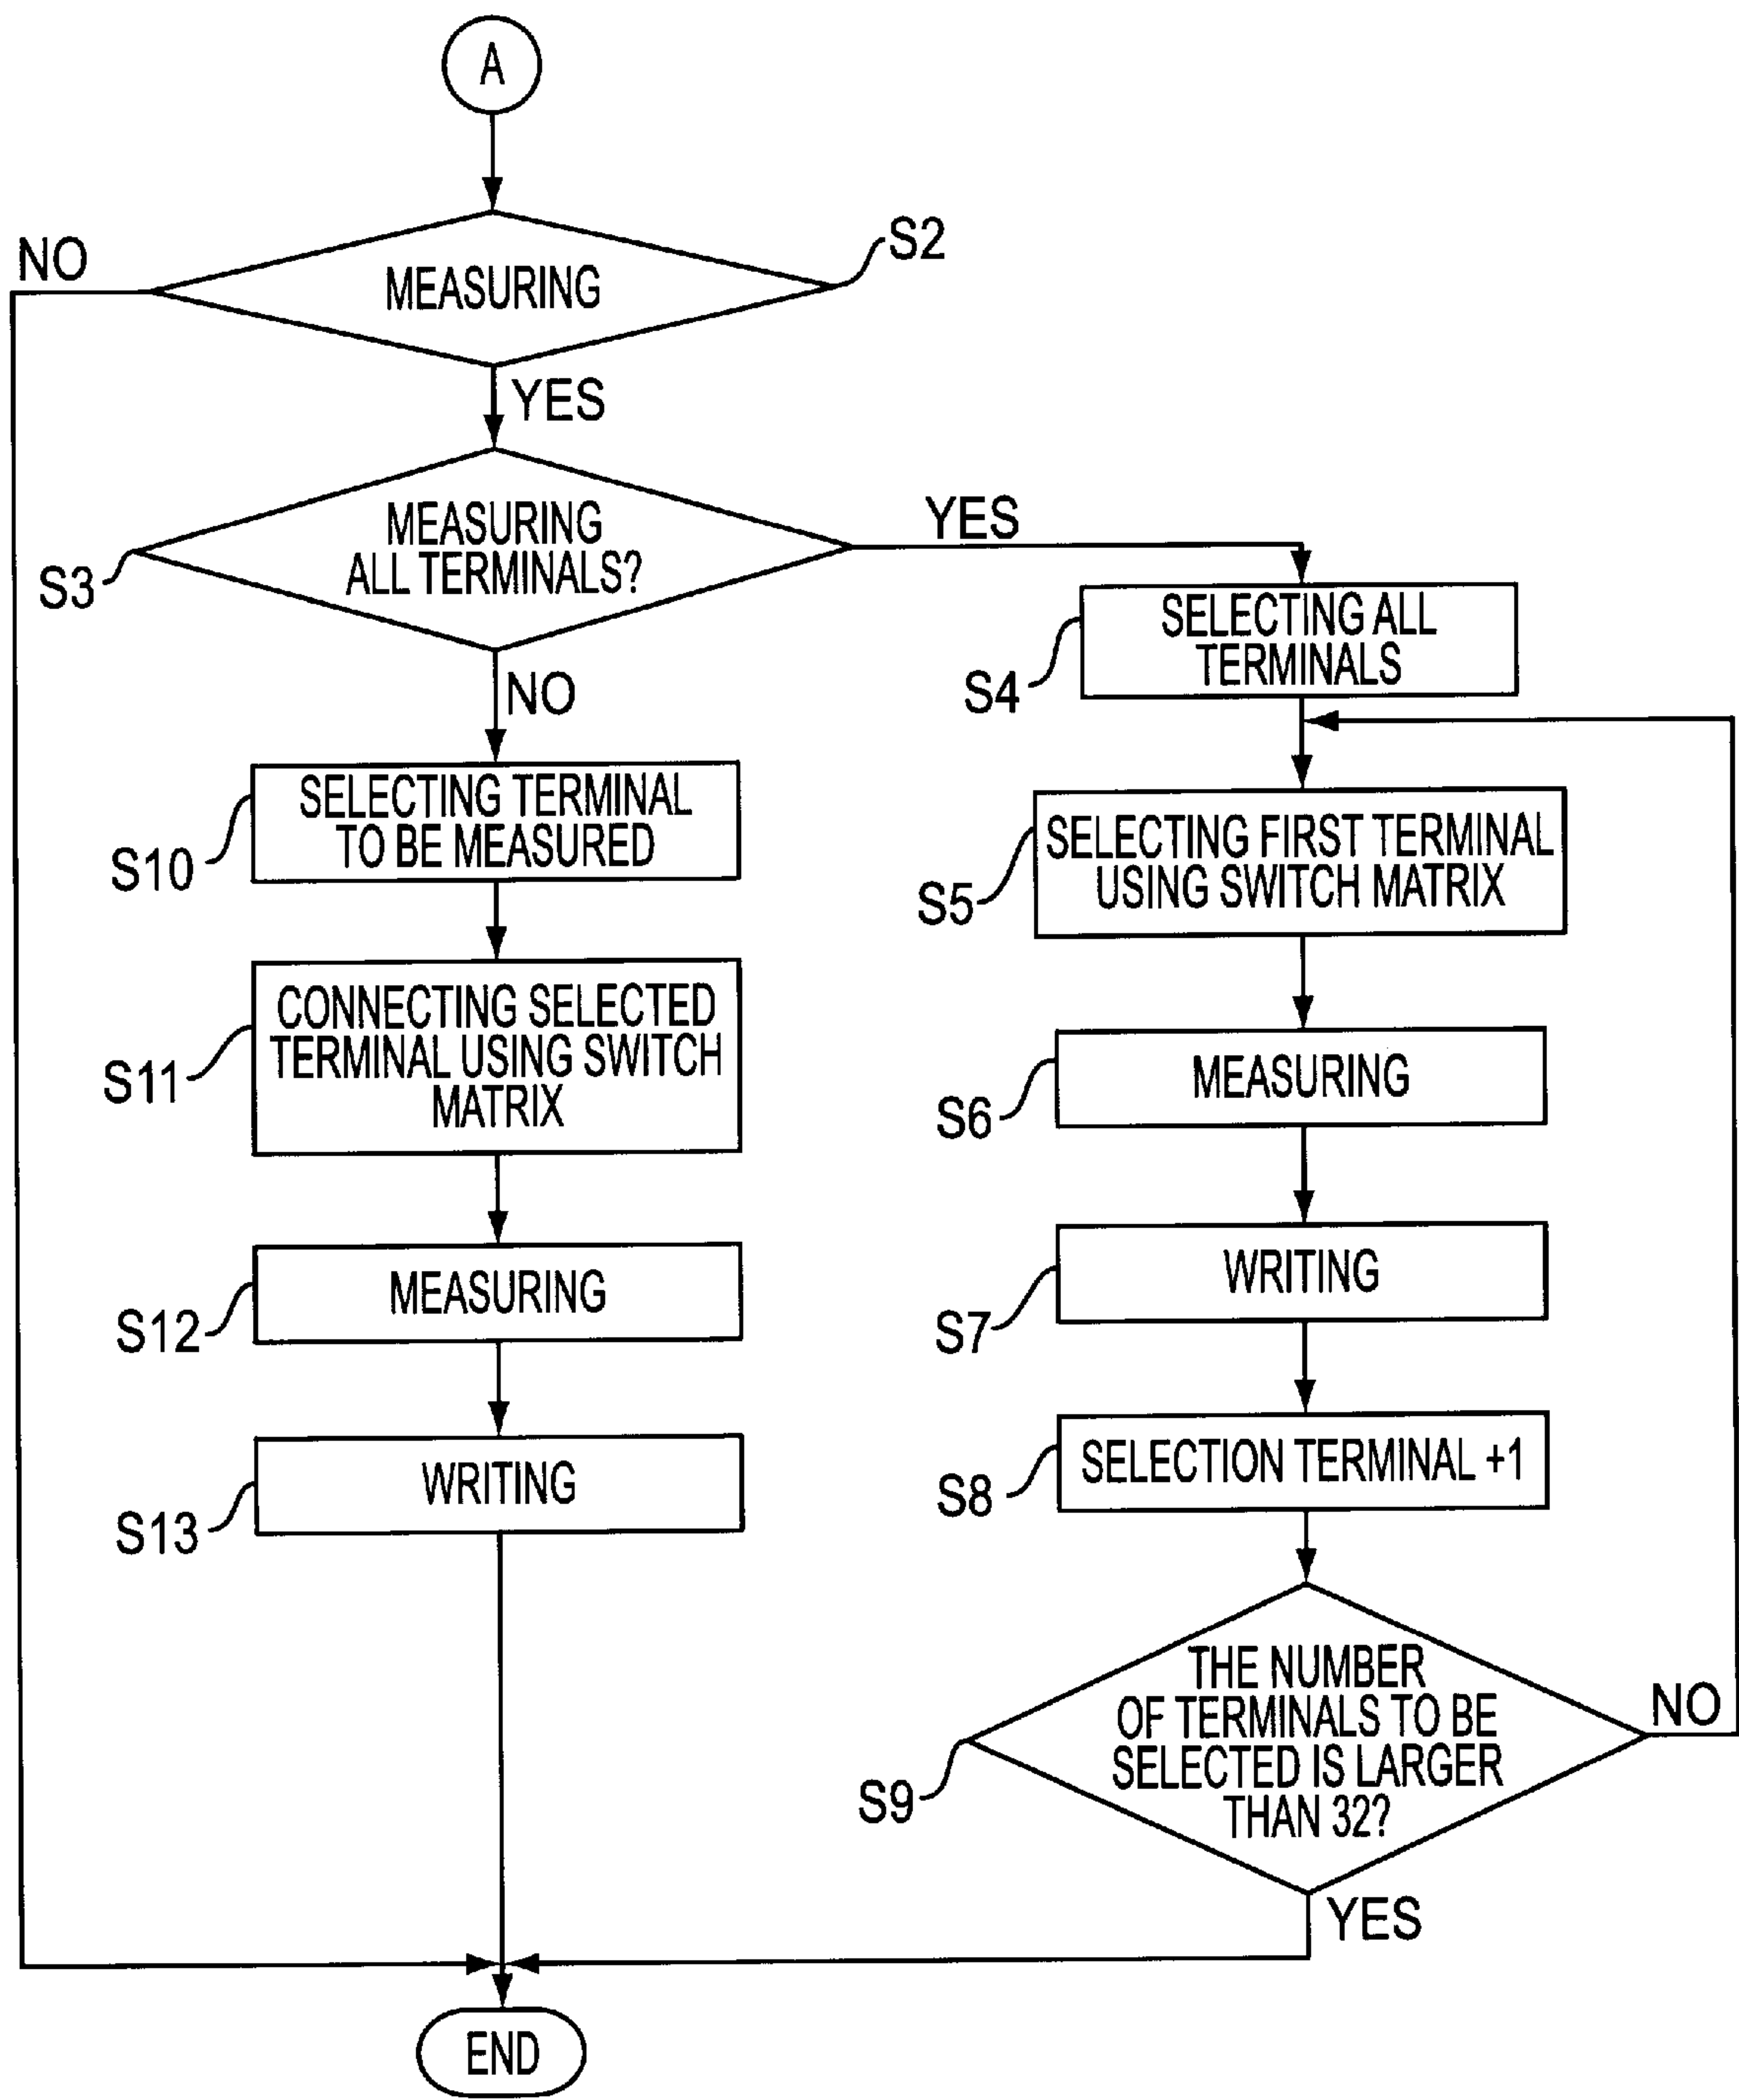 A
NO
MEASURING
S2
YES
MEASURING
ALL TERMINALS?
S3
YES
SELECTING ALL
TERMINALS
S4
NO
SELECTING TERMINAL
TO BE MEASURED
S10
SELECTING FIRST TERMINAL
USING SWITCH MATRIX
S5
CONNECTING SELECTED
TERMINAL USING SWITCH
MATRIX
S11
MEASURING
S6
MEASURING
S12
WRITING
S7
WRITING
S13
SELECTION TERMINAL +1
S8
THE NUMBER
OF TERMINALS TO BE
SELECTED IS LARGER
THAN 32?
S9
NO
YES
END